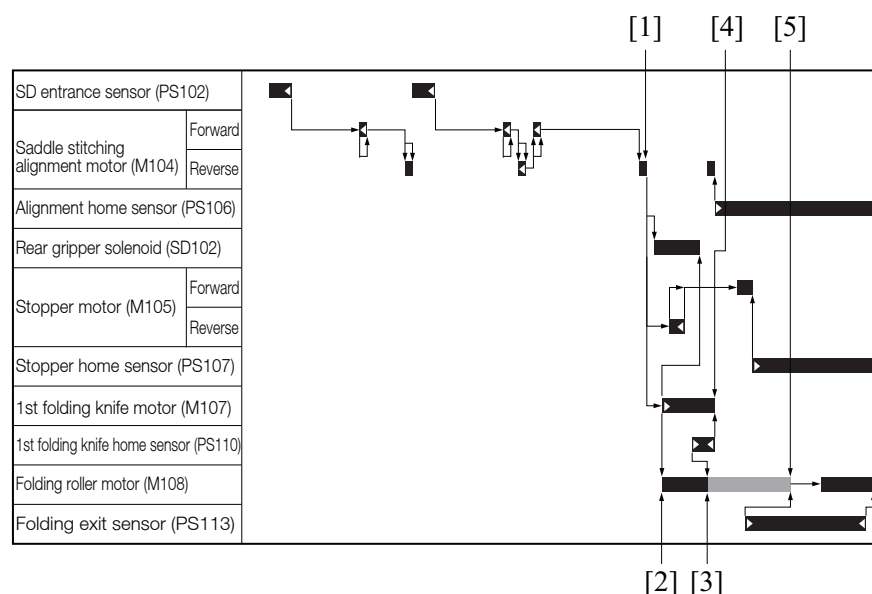 [1] [4] [5]
SD entrance sensor (PS102)
Saddle stitching
alignment motor (M104)
Forward
Reverse
Alignment home sensor (PS106)
Rear gripper solenoid (SD102)
Stopper motor (M105)
Forward
Reverse
Stopper home sensor (PS107)
1st folding knife motor (M107)
1st folding knife home sensor (PS110)
Folding roller motor (M108)
Folding exit sensor (PS113)
[2] [3]